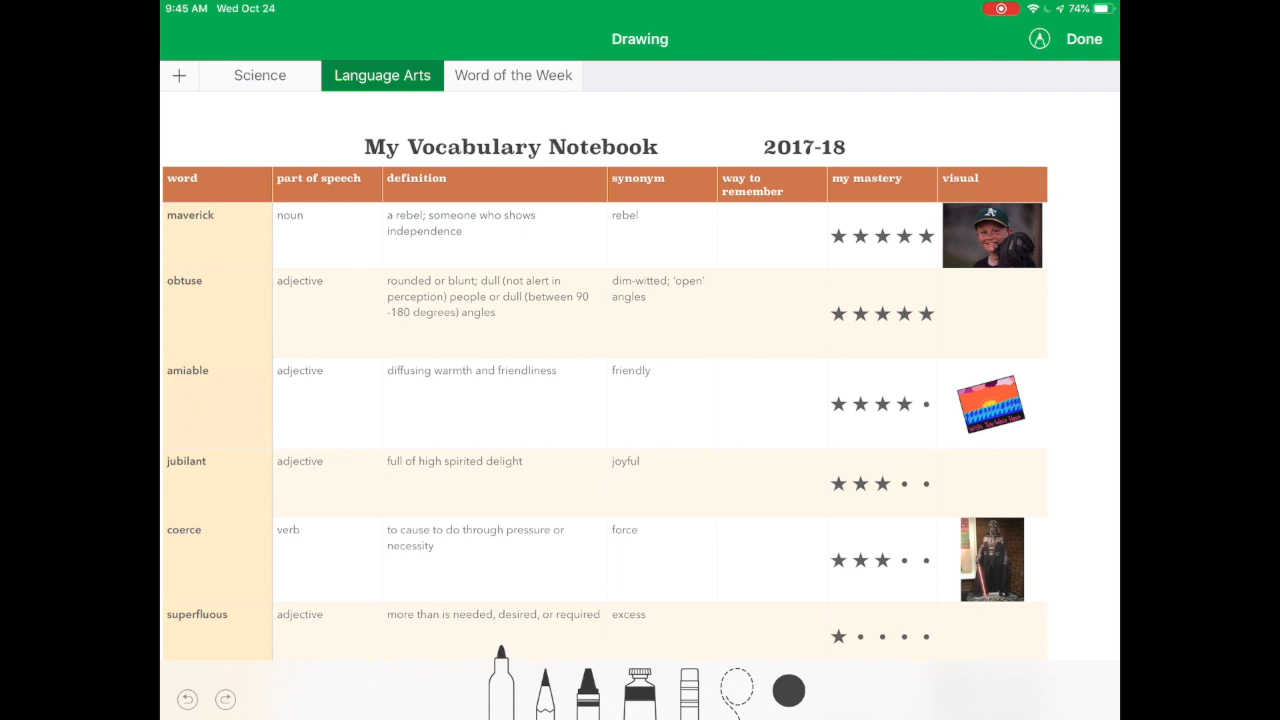 9:45 AM Wed Oct 24
74%
Drawing
Done
Science
Language Arts
Word of the Week
My Vocabulary Notebook
2017-18
word
part of speech
definition
synonym
way to
remember
my mastery
visual
maverick
noun
a rebel; someone who shows
independence
rebel
A's
obtuse
adjective
rounded or blunt; dull (not alert in
perception) people or dull (between 90
-180 degrees) angles
dim-witted; 'open'
angles
amiable
adjective
diffusing warmth and friendliness
friendly
Wish You Were Here
jubilant
adjective
full of high spirited delight
joyful
coerce
verb
to cause to do through pressure or
necessity
force
superfluous
adjective
more than is needed, desired, or required
excess